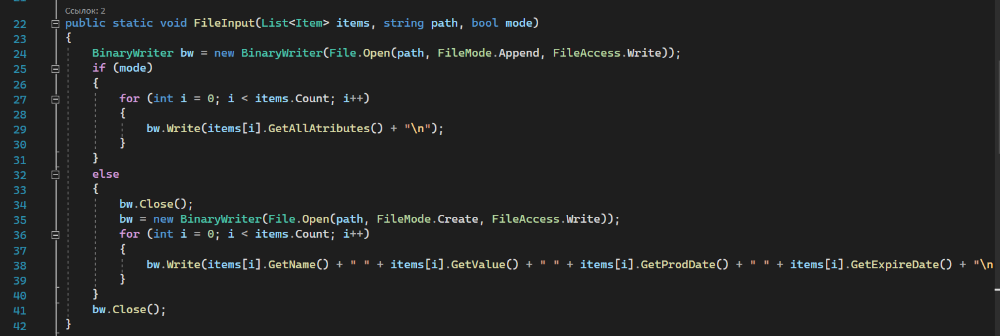 Ссылок: 2
22 public static void FileInput(List<Item> items, string path, bool mode)
23 {
24 BinaryWriter bw = new BinaryWriter(File.Open(path, FileMode.Append, FileAccess.Write));
25 if (mode)
26 {
27 for (int i = 0; i < items.Count; i++)
28 {
29 bw.Write(items[i].GetAllAtributes() + "\n");
30 }
31 }
32 else
33 {
34 bw.Close();
35 bw = new BinaryWriter(File.Open(path, FileMode.Create, FileAccess.Write));
36 for (int i = 0; i < items.Count; i++)
37 {
38 bw.Write(items[i].GetName() + " " + items[i].GetValue() + " " + items[i].GetProdDate() + " " + items[i].GetExpireDate() + "\n
39 }
40 }
41 bw.Close();
42 }